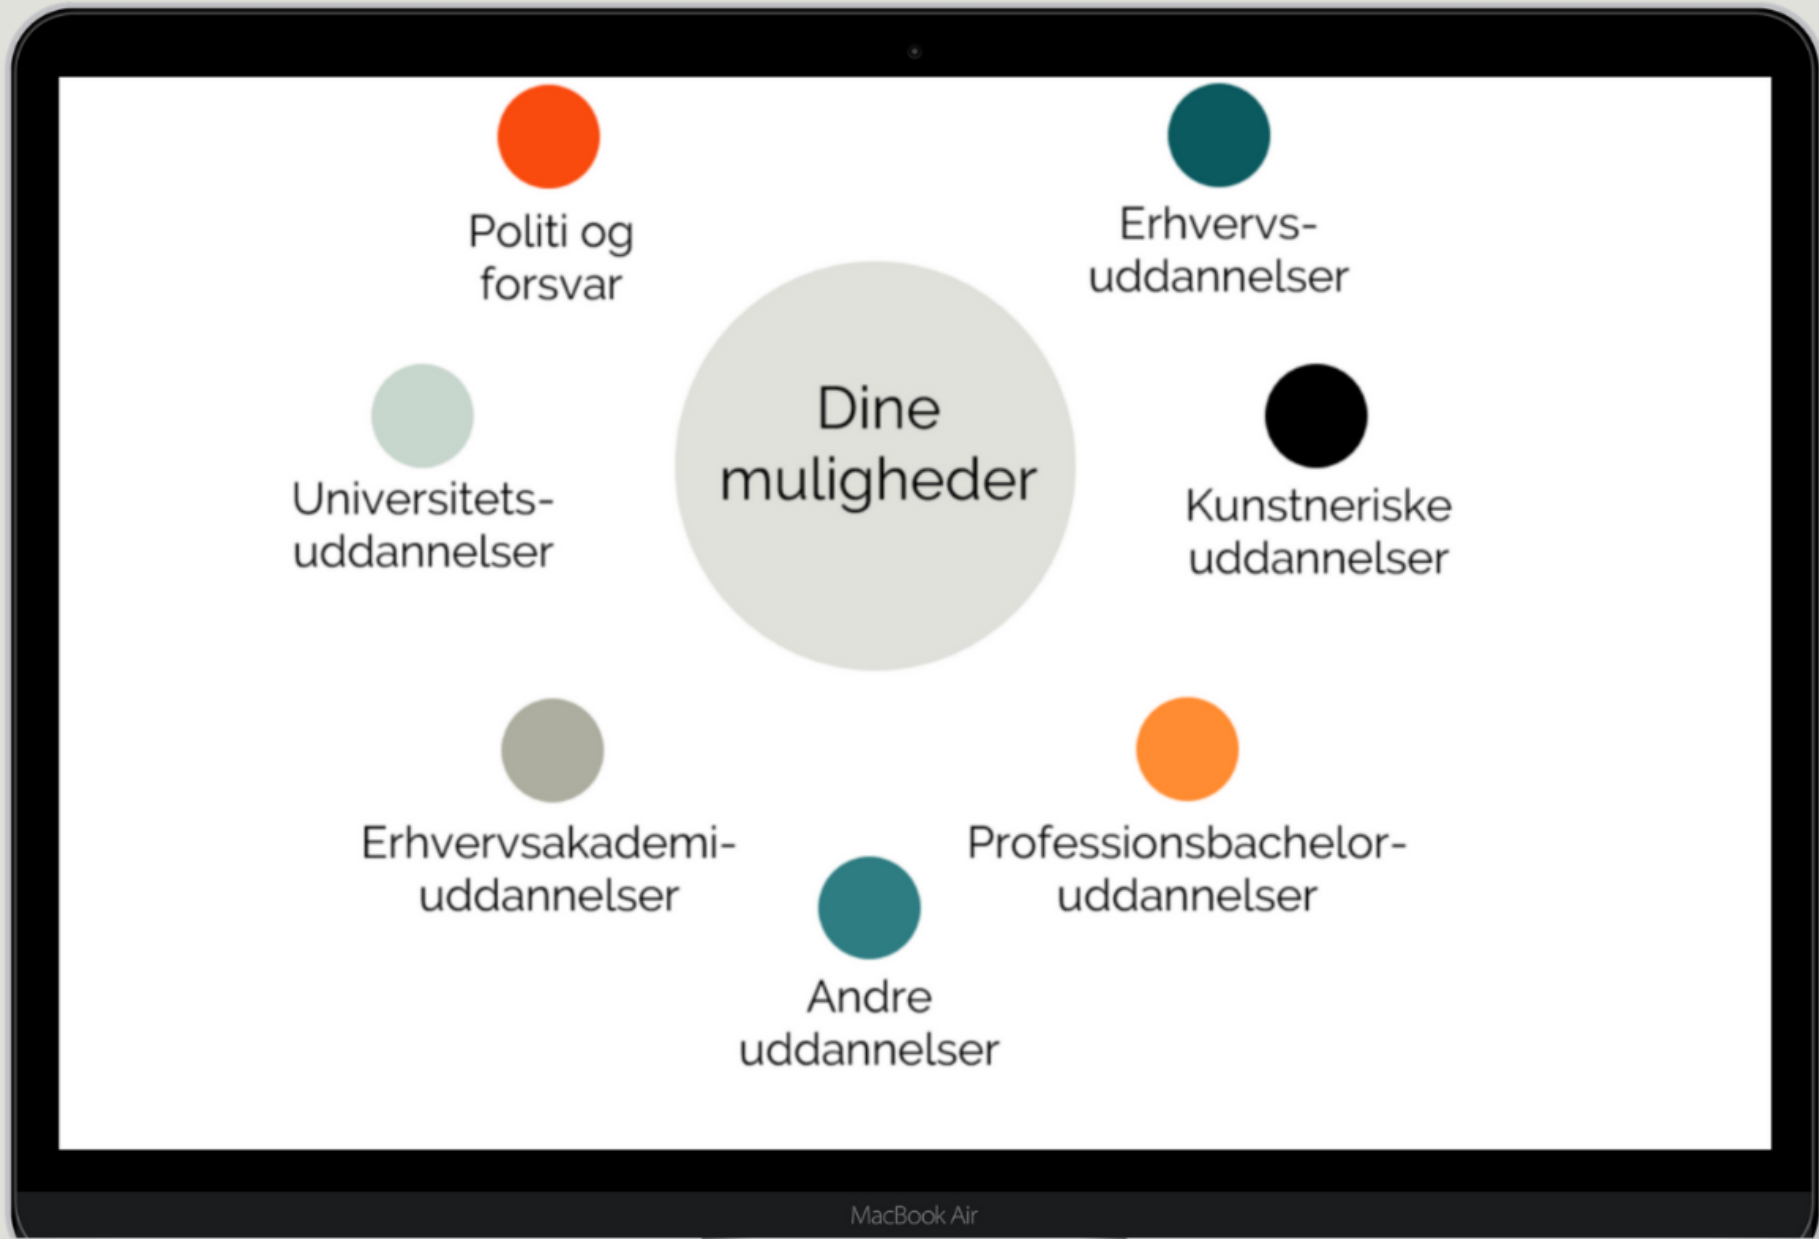 Politi og
forsvar
Erhvervs-
uddannelser
Dine
muligheder
Universitets-
uddannelser
Kunstneriske
uddannelser
Erhvervsakademi-
uddannelser
Professionsbachelor-
uddannelser
Andre
uddannelser
MacBook Air